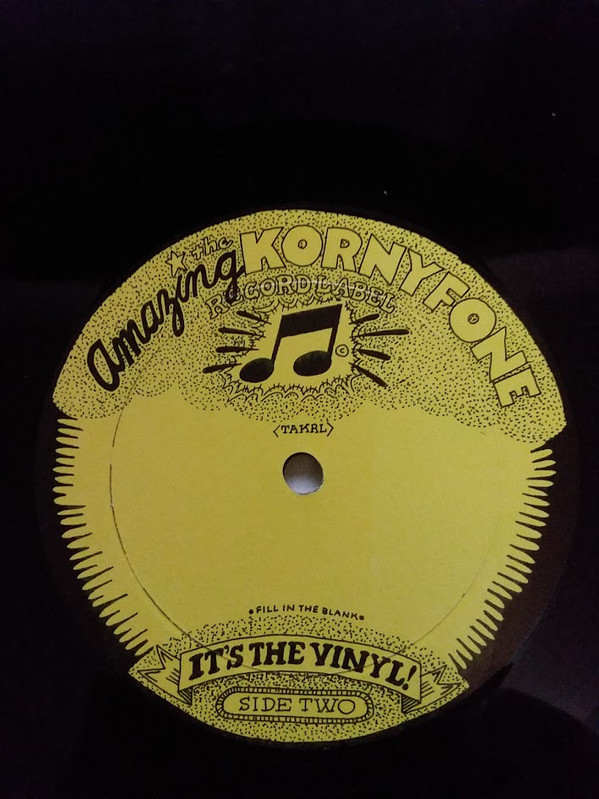 the
Amazing KORNYFONE
RECORD LABEL
©
<TAKRL>
•FILL IN THE BLANK•
IT'S THE VINYL!
SIDE TWO